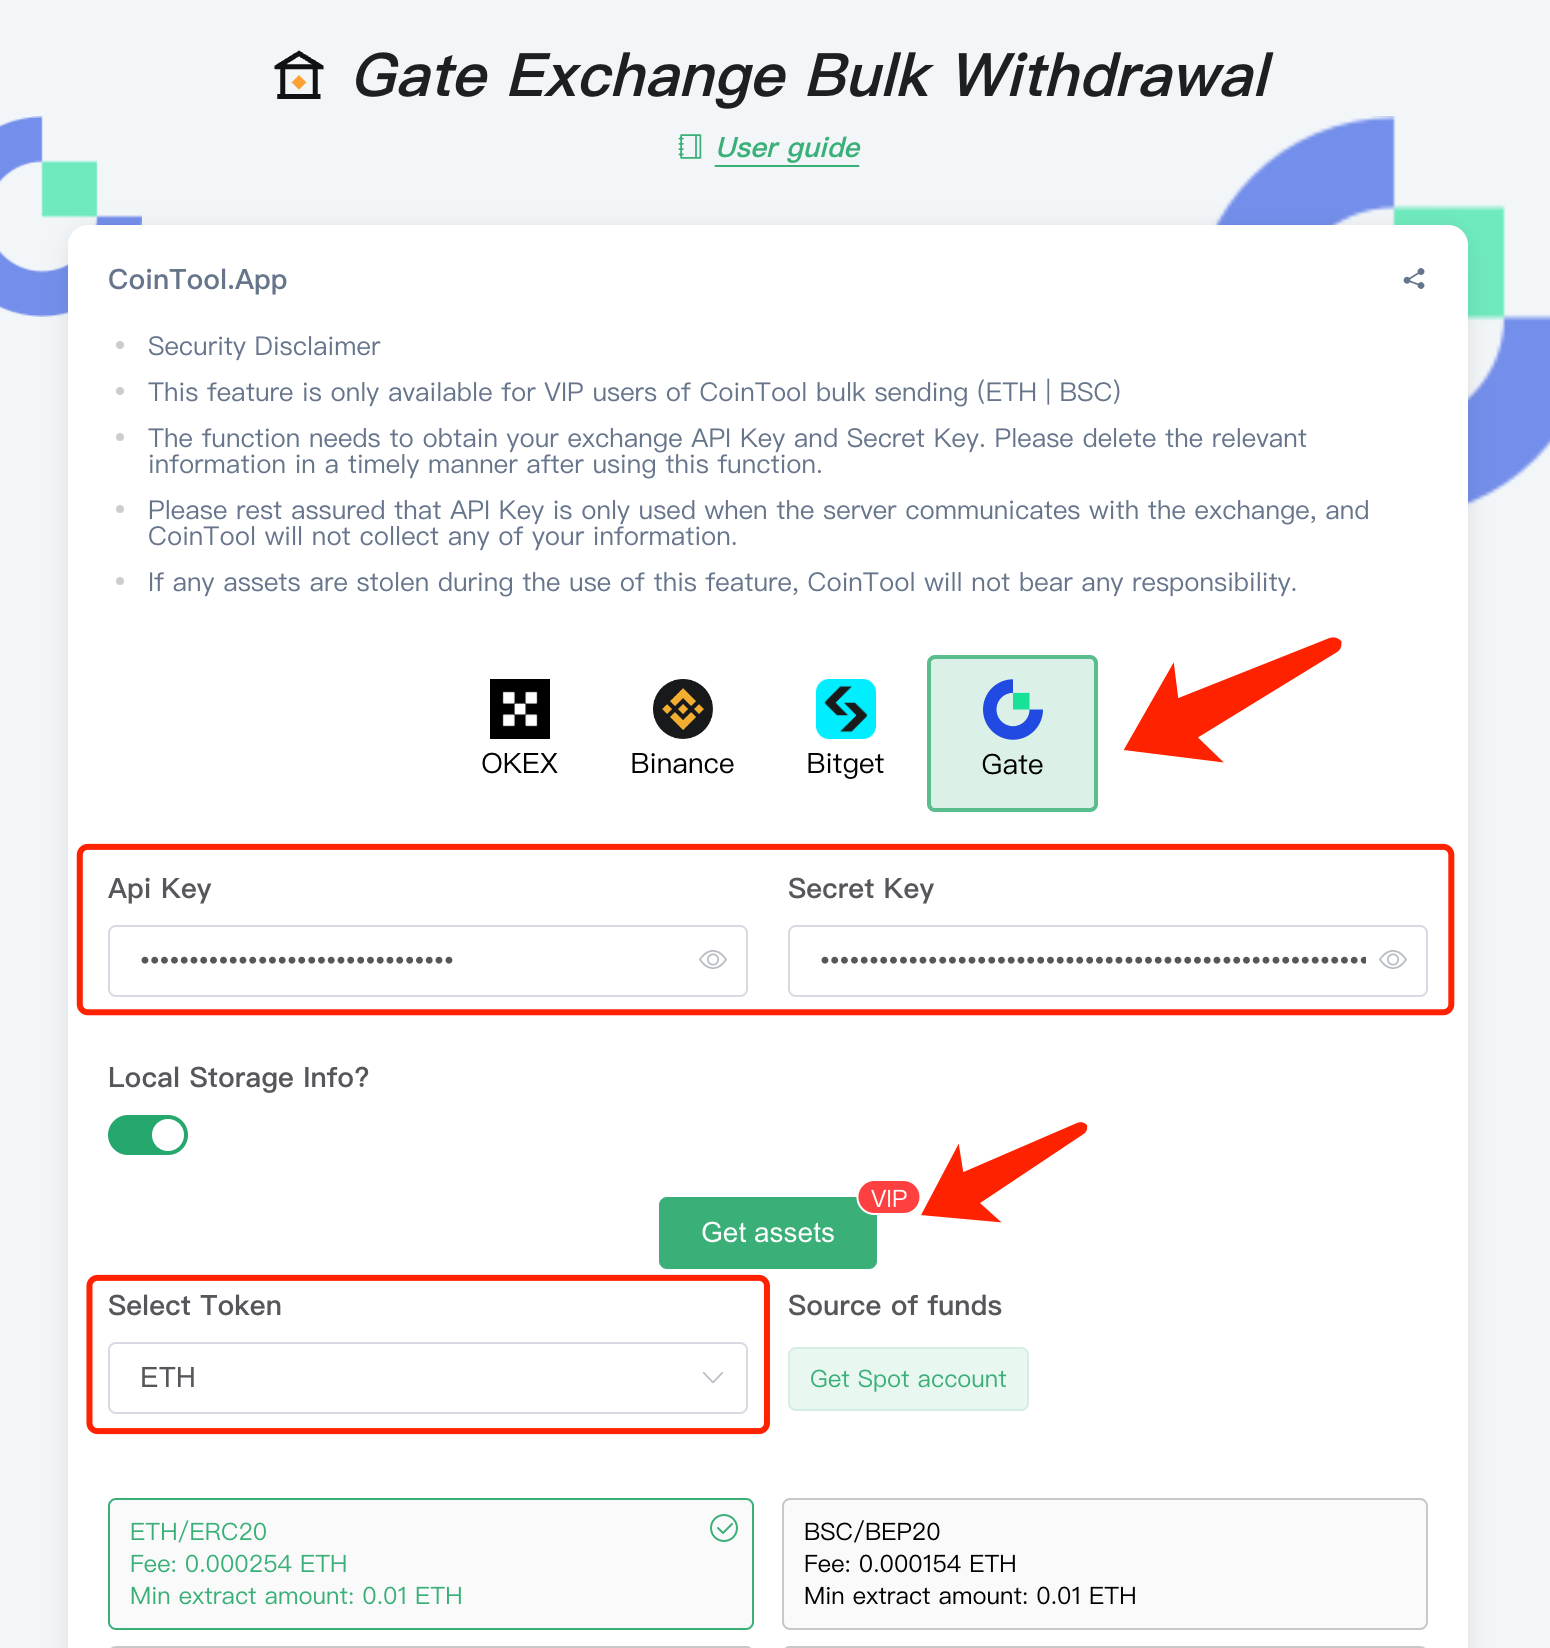 Gate Exchange Bulk Withdrawal
User guide
CoinTool.App
Security Disclaimer
This feature is only available for VIP users of CoinTool bulk sending (ETH | BSC)
The function needs to obtain your exchange API Key and Secret Key. Please delete the relevant
information in a timely manner after using this function.
Please rest assured that API Key is only used when the server communicates with the exchange, and
CoinTool will not collect any of your information.
If any assets are stolen during the use of this feature, CoinTool will not bear any responsibility.
OKEX
Binance
Bitget
Gate
Api Key
Secret Key
Local Storage Info?
VIP
Get assets
Select Token
Source of funds
ETH
Get Spot account
ETH/ERC20
Fee: 0.000254 ETH
Min extract amount: 0.01 ETH
BSC/BEP20
Fee: 0.000154 ETH
Min extract amount: 0.01 ETH